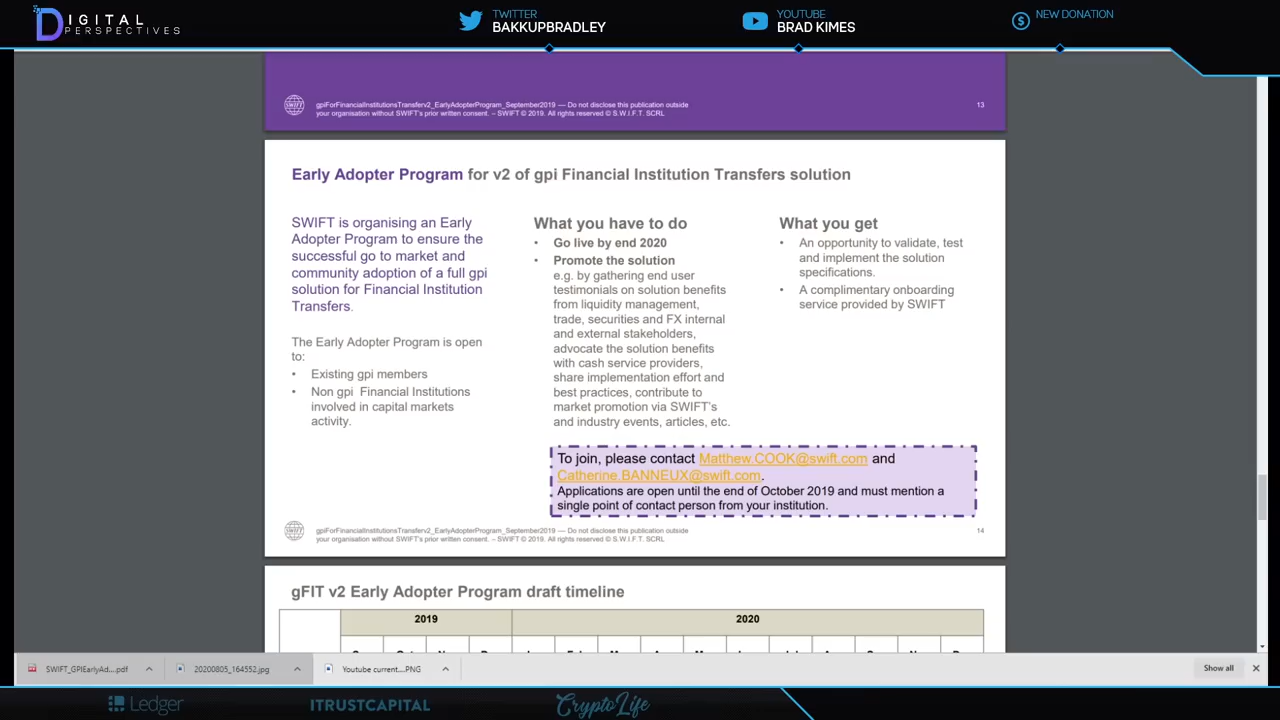 DIGITAL
PERSPECTIVES
TWITTER
BAKKUPBRADLEY
YOUTUBE
BRAD KIMES
NEW DONATION
SWIFT
gpiForFinancialInstitutionsTransferv2_EarlyAdopterProgram_September2019 — Do not disclose this publication outside
your organisation without SWIFT's prior written consent. – SWIFT © 2019. All rights reserved © S.W.I.F.T. SCRL
13
Early Adopter Program for v2 of gpi Financial Institution Transfers solution
SWIFT is organising an Early
Adopter Program to ensure the
successful go to market and
community adoption of a full gpi
solution for Financial Institution
Transfers.
The Early Adopter Program is open
to:
• Existing gpi members
• Non gpi Financial Institutions
involved in capital markets
activity.
What you have to do
• Go live by end 2020
• Promote the solution
e.g. by gathering end user
testimonials on solution benefits
from liquidity management,
trade, securities and FX internal
and external stakeholders,
advocate the solution benefits
with cash service providers,
share implementation effort and
best practices, contribute to
market promotion via SWIFT's
and industry events, articles, etc.
What you get
• An opportunity to validate, test
and implement the solution
specifications.
• A complimentary onboarding
service provided by SWIFT
To join, please contact Matthew.COOK@swift.com and
Catherine.BANNEUX@swift.com.
Applications are open until the end of October 2019 and must mention a
single point of contact person from your institution.
SWIFT
gpiForFinancialInstitutionsTransferv2_EarlyAdopterProgram_September2019 — Do not disclose this publication outside
your organisation without SWIFT's prior written consent. – SWIFT © 2019. All rights reserved © S.W.I.F.T. SCRL
14
gFIT v2 Early Adopter Program draft timeline
2019
2020
SWIFT_GPIEarlyAd....pdf
20200805_164552.jpg
Youtube current....PNG
Show all
Ledger
ITRUSTCAPITAL
CryptoLife